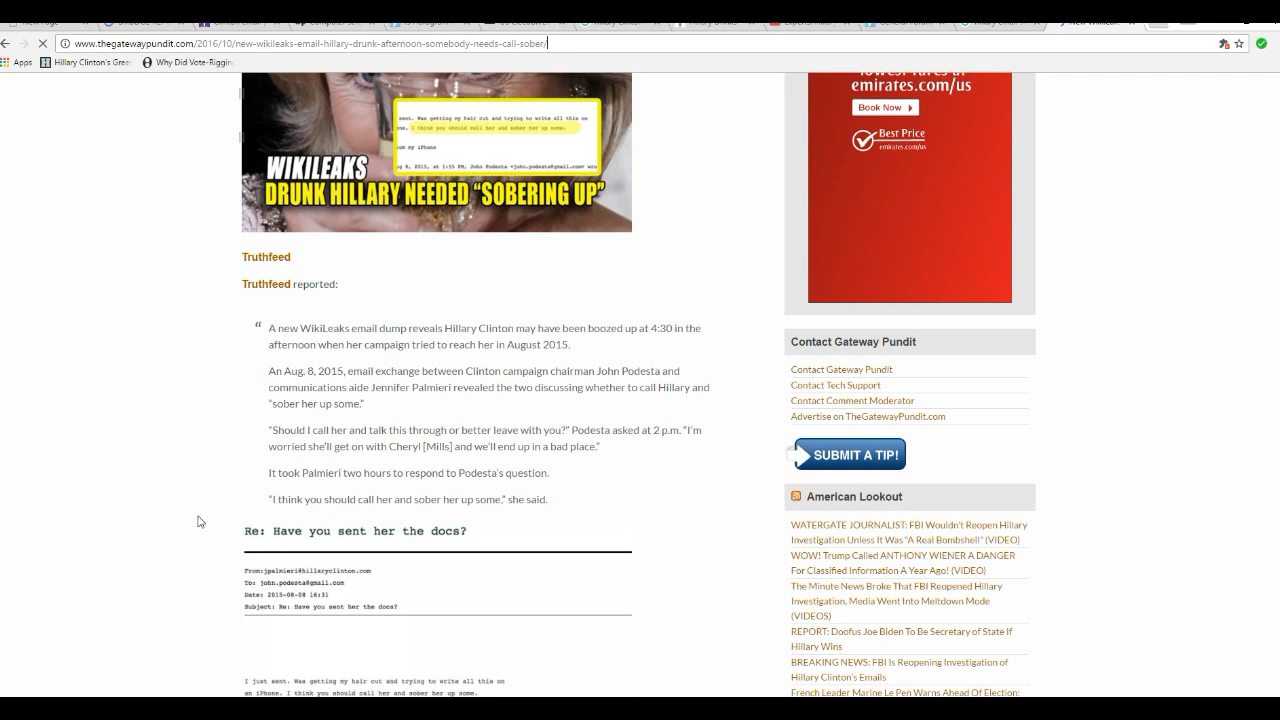 www.thegatewaypundit.com/2016/10/new-wikileaks-email-hillary-drunk-afternoon-somebody-needs-call-sober/
Apps Hillary Clinton's Green Why Did Vote-Rigging
sent. Was getting my hair cut and trying to write all this on
I think you should call her and sober her up some.
my iPhone
8, 2015, at 1:55 PM, John Podesta <john.podesta@gmail.com>
WIKILEAKS
DRUNK HILLARY NEEDED "SOBERING UP"
Truthfeed
Truthfeed reported:
“ A new WikiLeaks email dump reveals Hillary Clinton may have been boozed up at 4:30 in the
afternoon when her campaign tried to reach her in August 2015.
An Aug. 8, 2015, email exchange between Clinton campaign chairman John Podesta and
communications aide Jennifer Palmieri revealed the two discussing whether to call Hillary and
“sober her up some.”
“Should I call her and talk this through or better leave with you?” Podesta asked at 2 p.m. “I’m
worried she’ll get on with Cheryl [Mills] and we’ll end up in a bad place.”
It took Palmieri two hours to respond to Podesta’s question.
“I think you should call her and sober her up some,” she said.
Re: Have you sent her the docs?
From:jpalmieri@hillaryclinton.com
To: john.podesta@gmail.com
Date: 2015-08-08 16:31
Subject: Re: Have you sent her the docs?
I just sent. Was getting my hair cut and trying to write all this on
an iPhone. I think you should call her and sober her up some.
emirates.com/us
Book Now
Best Price
emirates.com/us
Contact Gateway Pundit
Contact Gateway Pundit
Contact Tech Support
Contact Comment Moderator
Advertise on TheGatewayPundit.com
SUBMIT A TIP!
American Lookout
WATERGATE JOURNALIST: FBI Wouldn't Reopen Hillary
Investigation Unless It Was “A Real Bombshell” (VIDEO)
WOW! Trump Called ANTHONY WIENER A DANGER
For Classified Information A Year Ago! (VIDEO)
The Minute News Broke That FBI Reopened Hillary
Investigation, Media Went Into Meltdown Mode
(VIDEOS)
REPORT: Doofus Joe Biden To Be Secretary of State If
Hillary Wins
BREAKING NEWS: FBI Is Reopening Investigation of
Hillary Clinton's Emails
French Leader Marine Le Pen Warns Ahead Of Election: